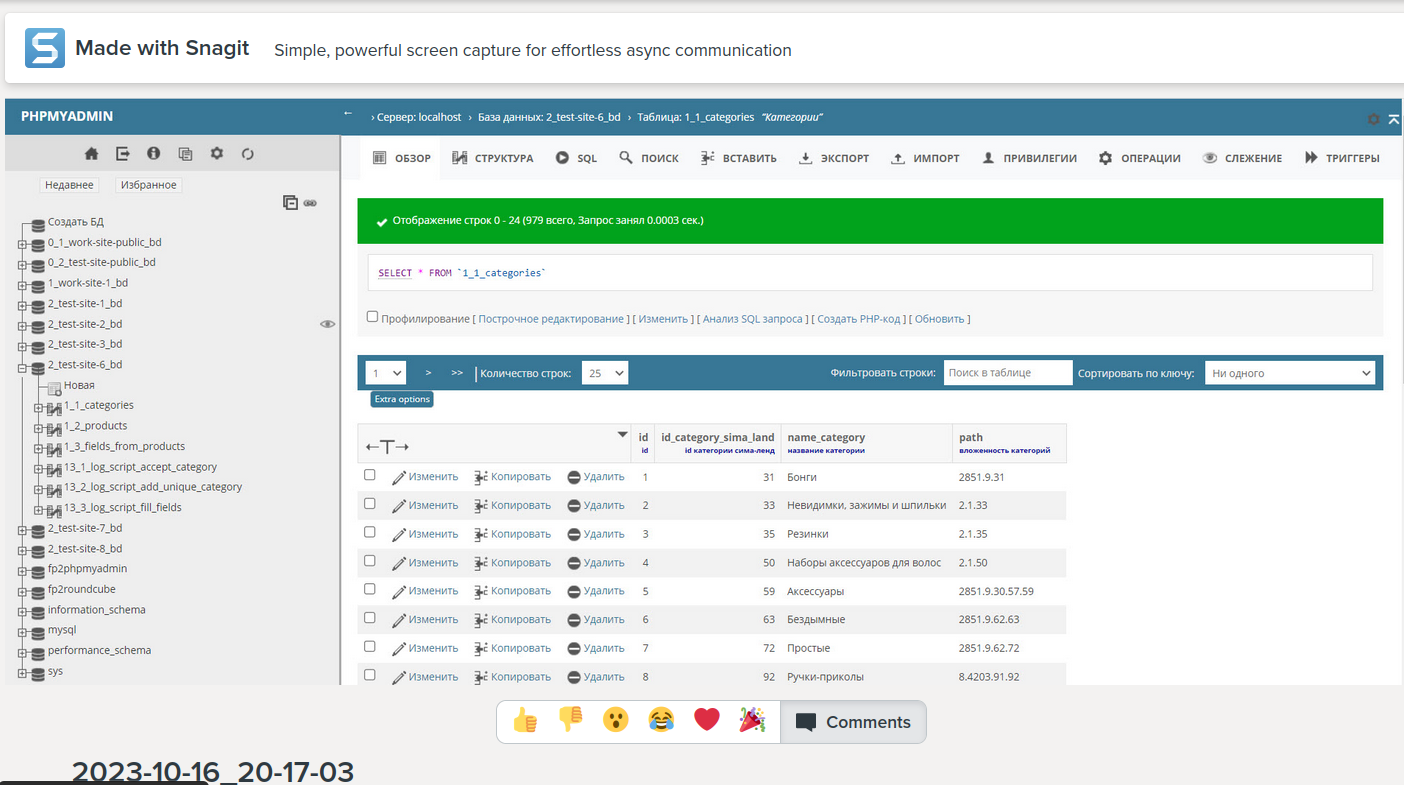 Made with Snagit Simple, powerful screen capture for effortless async communication
PHPMYADMIN
← › Сервер: localhost › База данных: 2_test-site-6_bd › Таблица: 1_1_categories "Категории"
ОБЗОР СТРУКТУРА SQL ПОИСК ВСТАВИТЬ ЭКСПОРТ ИМПОРТ ПРИВИЛЕГИИ ОПЕРАЦИИ СЛЕЖЕНИЕ ТРИГГЕРЫ
Недавнее Избранное
Создать БД
0_1_work-site-public_bd
0_2_test-site-public_bd
1_work-site-1_bd
2_test-site-1_bd
2_test-site-2_bd
2_test-site-3_bd
2_test-site-6_bd
Новая
1_1_categories
1_2_products
1_3_fields_from_products
13_1_log_script_accept_category
13_2_log_script_add_unique_category
13_3_log_script_fill_fields
2_test-site-7_bd
2_test-site-8_bd
fp2phpmyadmin
fp2roundcube
information_schema
mysql
performance_schema
sys
Отображение строк 0 - 24 (979 всего, Запрос занял 0.0003 сек.)
SELECT * FROM `1_1_categories`
Профилирование [ Построчное редактирование ] [ Изменить ] [ Анализ SQL запроса ] [ Создать PHP-код ] [ Обновить ]
1 > >> | Количество строк: 25 Фильтровать строки: Поиск в таблице Сортировать по ключу: Ни одного
Extra options
←T→ id id_category_sima_land name_category path
id id категории сима-ленд название категории вложенность категорий
Изменить Копировать Удалить 1 31 Бонги 2851.9.31
Изменить Копировать Удалить 2 33 Невидимки, зажимы и шпильки 2.1.33
Изменить Копировать Удалить 3 35 Резинки 2.1.35
Изменить Копировать Удалить 4 50 Наборы аксессуаров для волос 2.1.50
Изменить Копировать Удалить 5 59 Аксессуары 2851.9.30.57.59
Изменить Копировать Удалить 6 63 Бездымные 2851.9.62.63
Изменить Копировать Удалить 7 72 Простые 2851.9.62.72
Изменить Копировать Удалить 8 92 Ручки-приколы 8.4203.91.92
Comments
2023-10-16_20-17-03